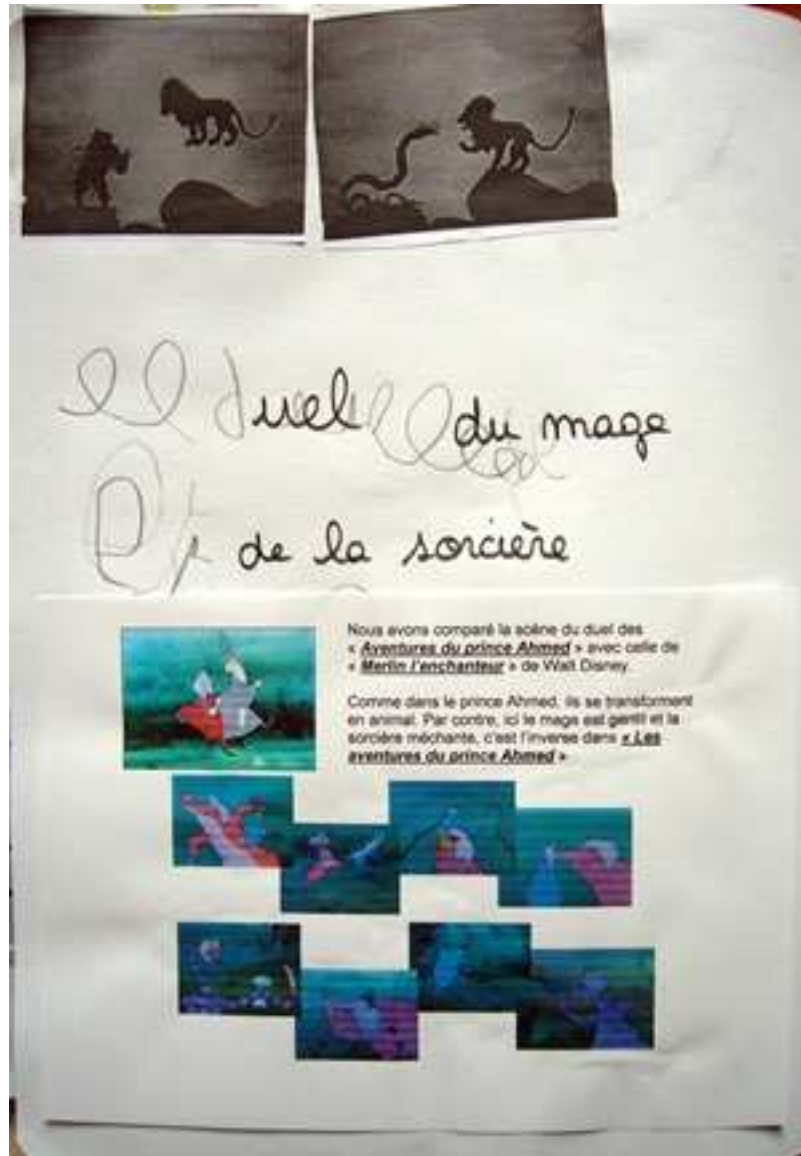 duel du mage
et de la sorcière
Nous avons comparé la scène du duel des
« Aventures du prince Ahmed » avec celle de
« Merlin l'enchanteur » de Walt Disney.
Comme dans le prince Ahmed, ils se transforment
en animal. Par contre, ici le mage est gentil et la
sorcière méchante, c'est l'inverse dans « Les
aventures du prince Ahmed »